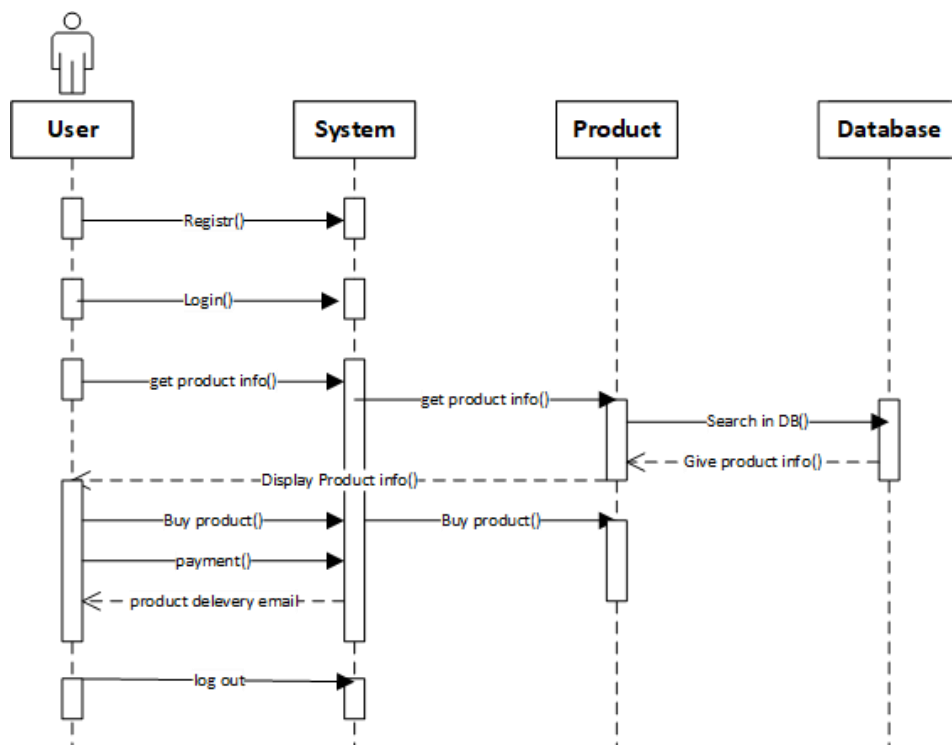 User
System
Product
Database
Registr()
Login()
get product info()
get product info()
Search in DB()
Give product info()
Display Product info()
Buy product()
Buy product()
payment()
product delevery email
log out